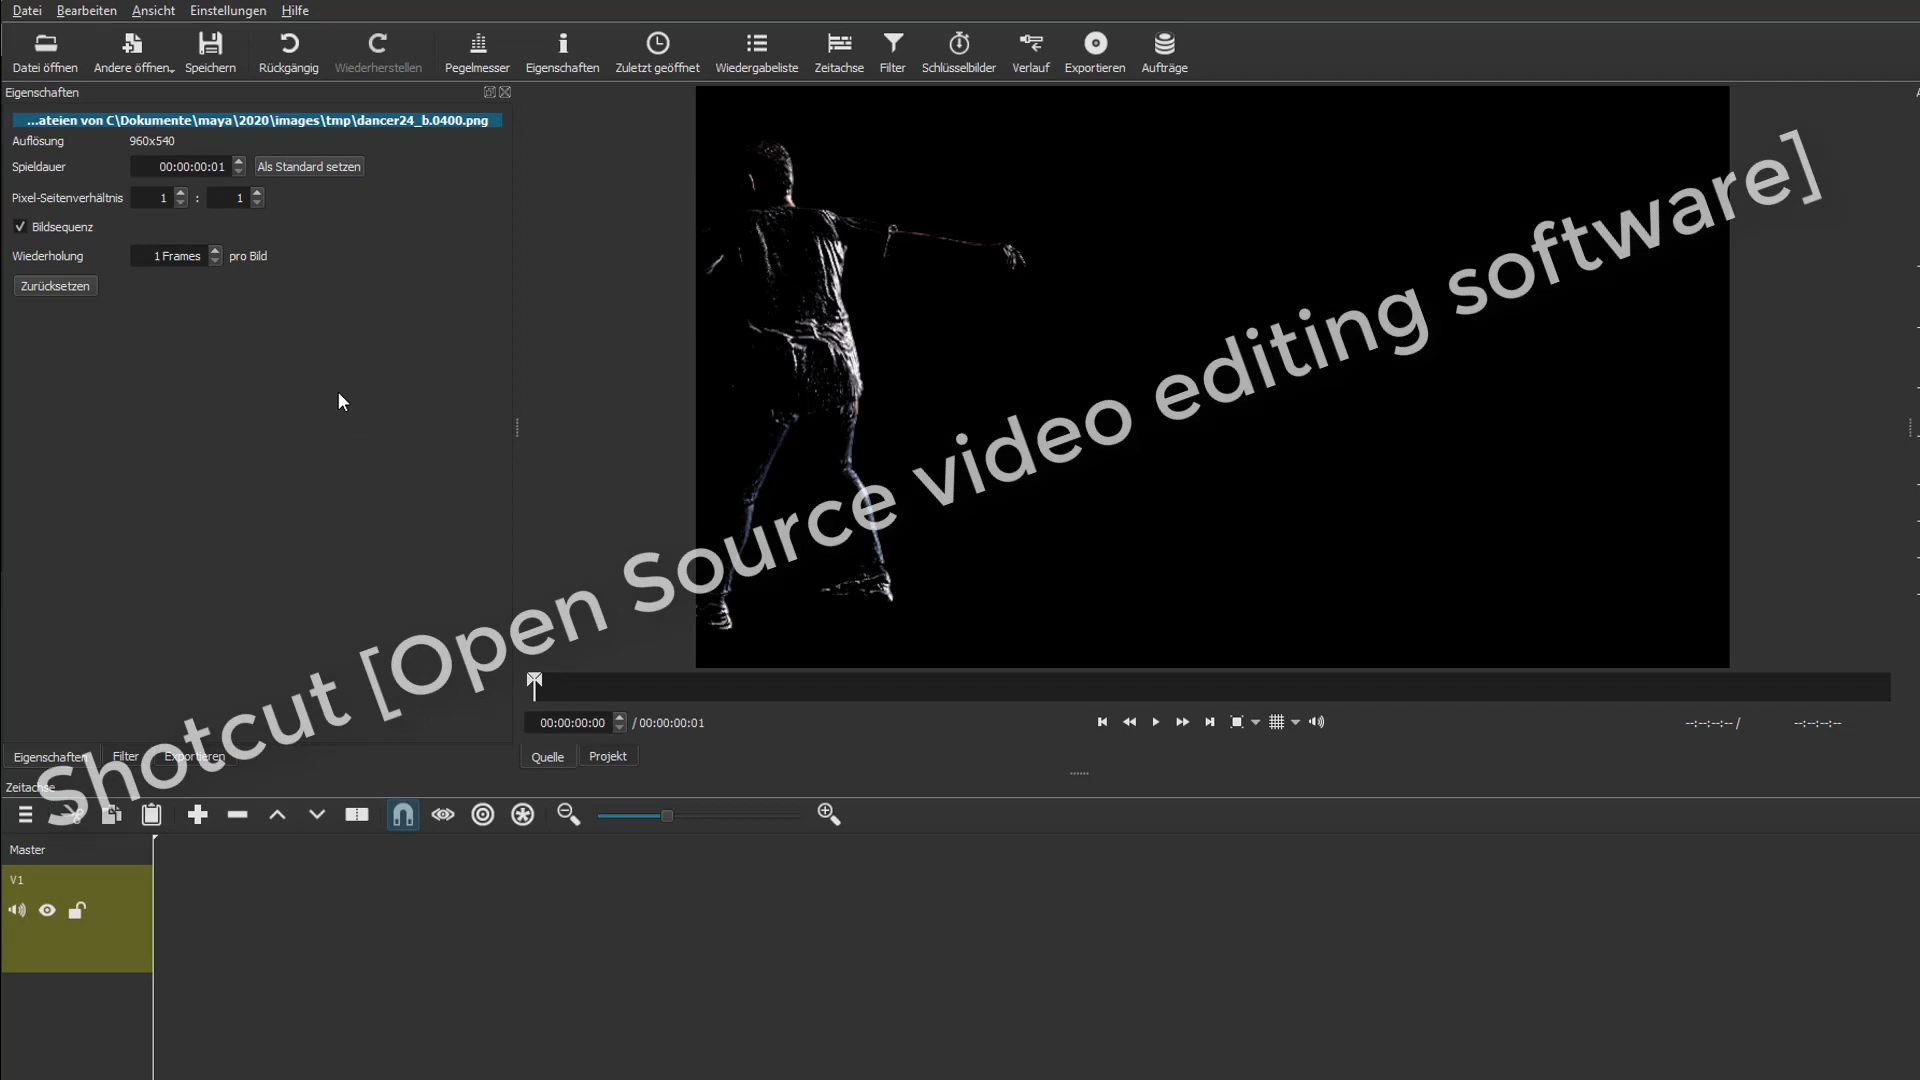 Datei Bearbeiten Ansicht Einstellungen Hilfe
Datei öffnen Andere öffnen... Speichern Rückgängig Wiederherstellen Pegelmesser Eigenschaften Zuletzt geöffnet Wiedergabeliste Zeitachse Filter Schlüsselbilder Verlauf Exportieren Aufträge
Eigenschaften
...ateien von C\Dokumente\maya\2020\images\tmp\dancer24_b.0400.png
Auflösung 960x540
Spieldauer 00:00:00:01 Als Standard setzen
Pixel-Seitenverhältnis 1 : 1
Bildsequenz
Wiederholung 1 Frames pro Bild
Zurücksetzen
Shotcut [Open Source video editing software]
00:00:00:00 / 00:00:00:01 --:--:--:-- / --:--:--:--
Eigenschaften Filter Exportieren Quelle Projekt
Zeitachse
Master
V1